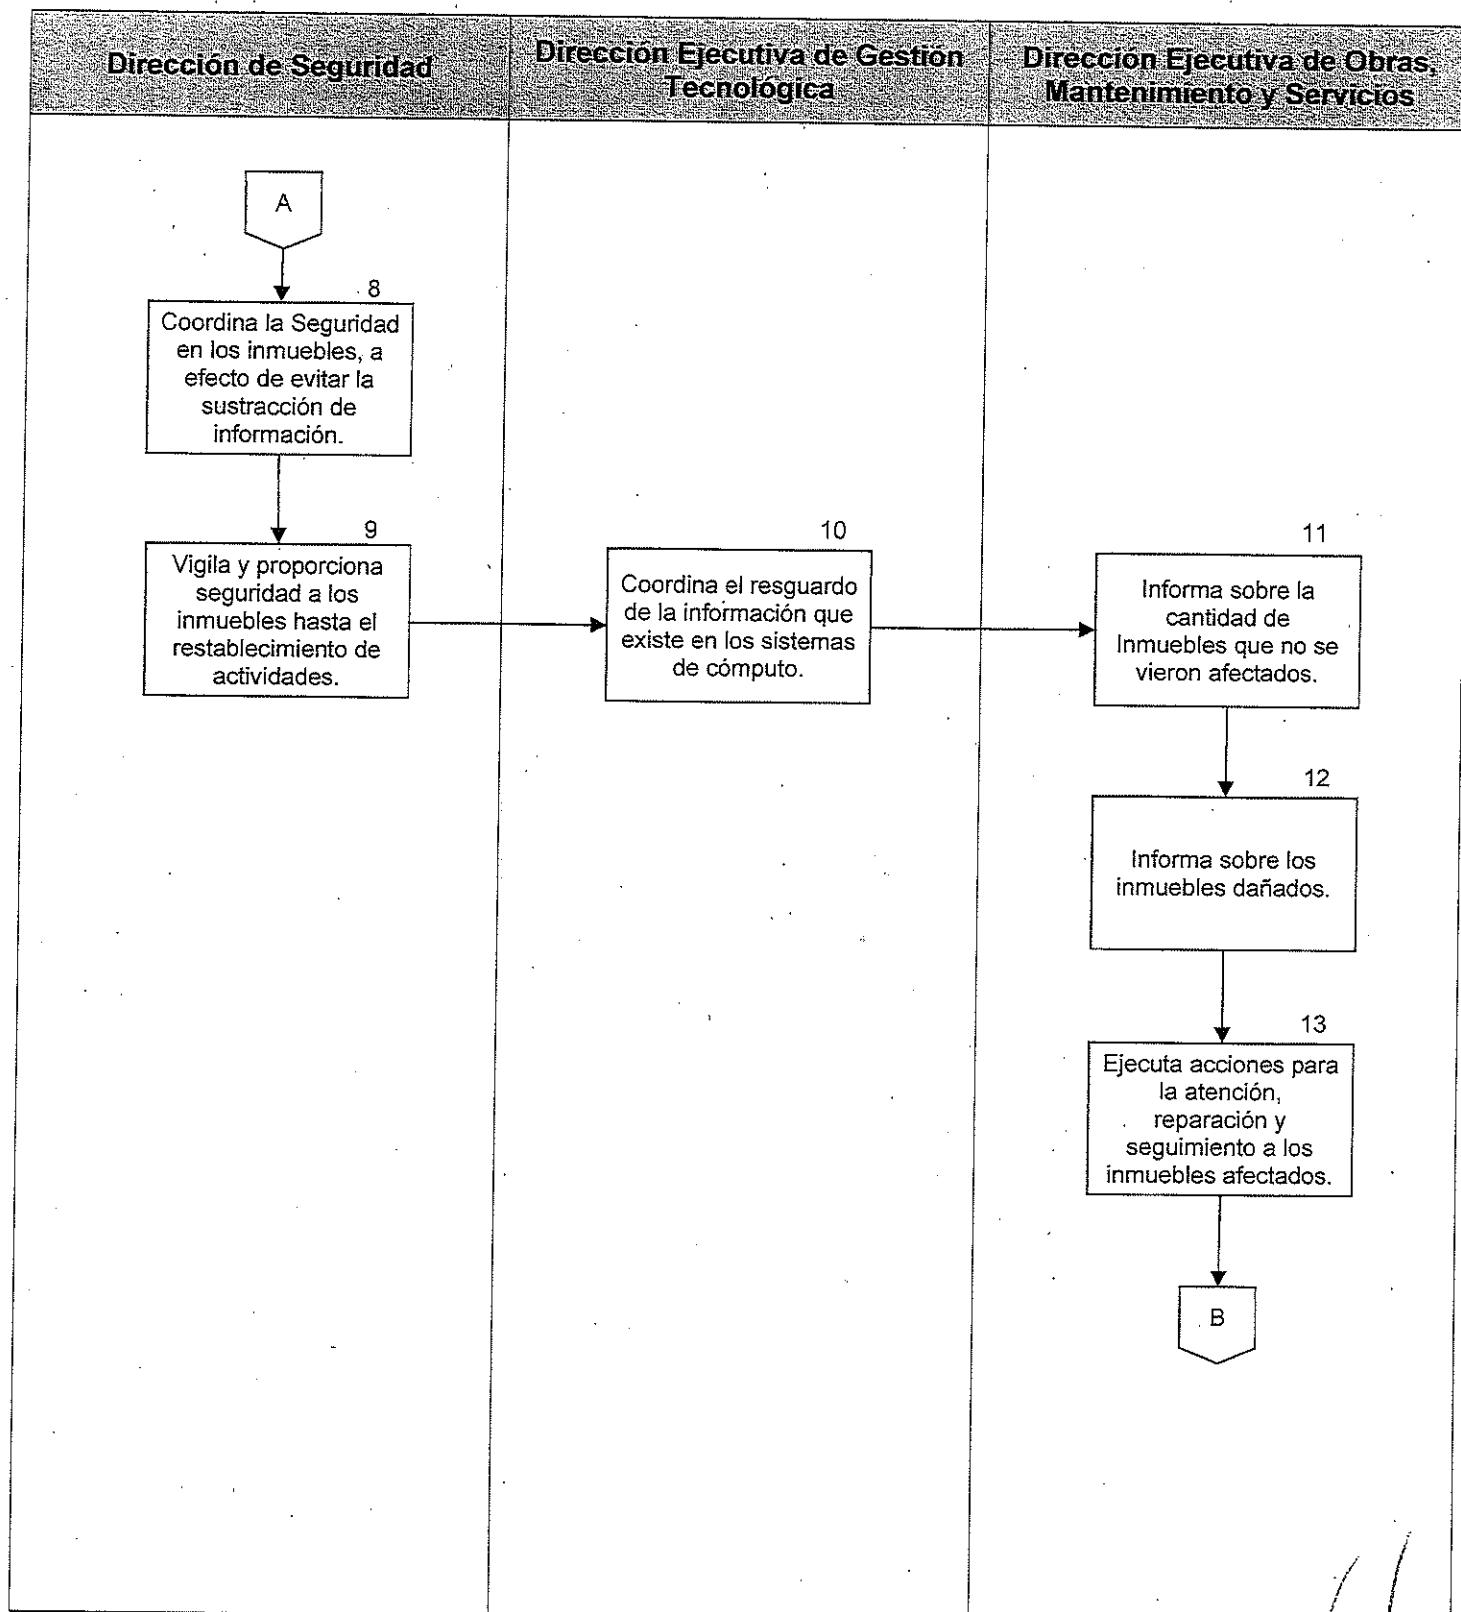 Dirección de Seguridad
Dirección Ejecutiva de Gestión
Tecnológica
Dirección Ejecutiva de Obras,
Mantenimiento y Servicios
A
8
Coordina la Seguridad
en los inmuebles, a
efecto de evitar la
sustracción de
información.
9
Vigila y proporciona
seguridad a los
inmuebles hasta el
restablecimiento de
actividades.
10
Coordina el resguardo
de la información que
existe en los sistemas
de cómputo.
11
Informa sobre la
cantidad de
Inmuebles que no se
vieron afectados.
12
Informa sobre los
inmuebles dañados.
13
Ejecuta acciones para
la atención,
reparación y
seguimiento a los
inmuebles afectados.
B